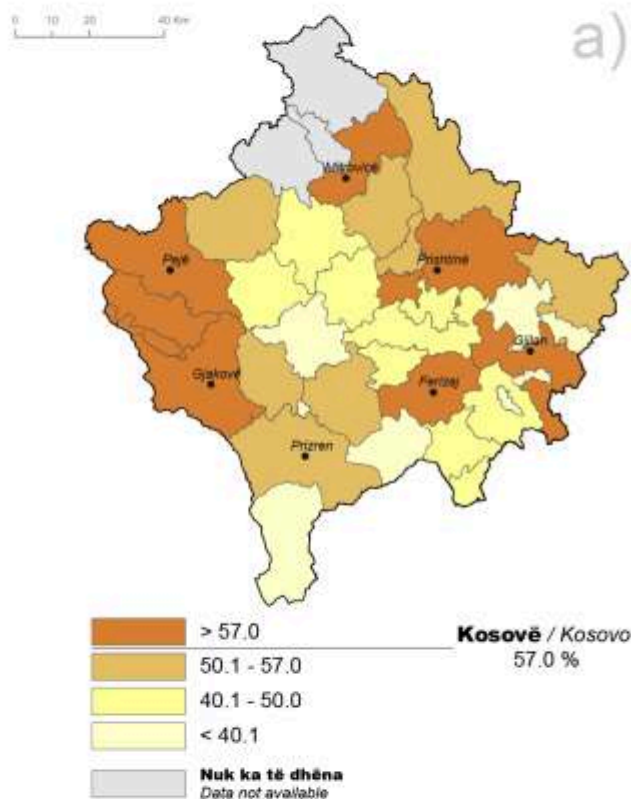 0 10 20 40 Km
a)
Mitrovicë
Pejë
Prishtinë
Gjilan
Gjakovë
Ferizaj
Prizren
> 57.0
Kosovë / Kosovo
57.0 %
50.1 - 57.0
40.1 - 50.0
< 40.1
Nuk ka të dhëna
Data not available